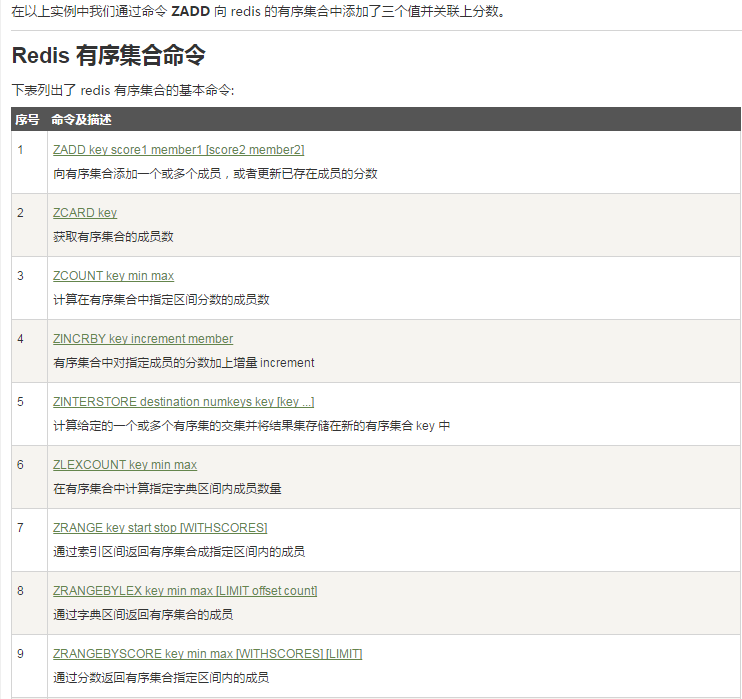 在以上实例中我们通过命令 ZADD 向 redis 的有序集合中添加了三个值并关联上分数。
Redis 有序集合命令
下表列出了 redis 有序集合的基本命令:
序号 命令及描述
1 ZADD key score1 member1 [score2 member2]
向有序集合添加一个或多个成员，或者更新已存在成员的分数
2 ZCARD key
获取有序集合的成员数
3 ZCOUNT key min max
计算在有序集合中指定区间分数的成员数
4 ZINCRBY key increment member
有序集合中对指定成员的分数加上增量 increment
5 ZINTERSTORE destination numkeys key [key ...]
计算给定的一个或多个有序集的交集并将结果集存储在新的有序集合 key 中
6 ZLEXCOUNT key min max
在有序集合中计算指定字典区间内成员数量
7 ZRANGE key start stop [WITHSCORES]
通过索引区间返回有序集合成指定区间内的成员
8 ZRANGEBYLEX key min max [LIMIT offset count]
通过字典区间返回有序集合的成员
9 ZRANGEBYSCORE key min max [WITHSCORES] [LIMIT]
通过分数返回有序集合指定区间内的成员